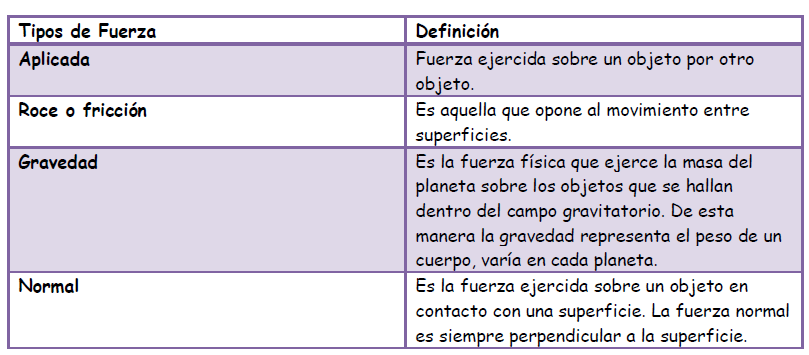 Tipos de Fuerza
Definición
Aplicada
Fuerza ejercida sobre un objeto por otro
objeto.
Roce o fricción
Es aquella que opone al movimiento entre
superficies.
Gravedad
Es la fuerza física que ejerce la masa del
planeta sobre los objetos que se hallan
dentro del campo gravitatorio. De esta
manera la gravedad representa el peso de un
cuerpo, varía en cada planeta.
Normal
Es la fuerza ejercida sobre un objeto en
contacto con una superficie. La fuerza normal
es siempre perpendicular a la superficie.